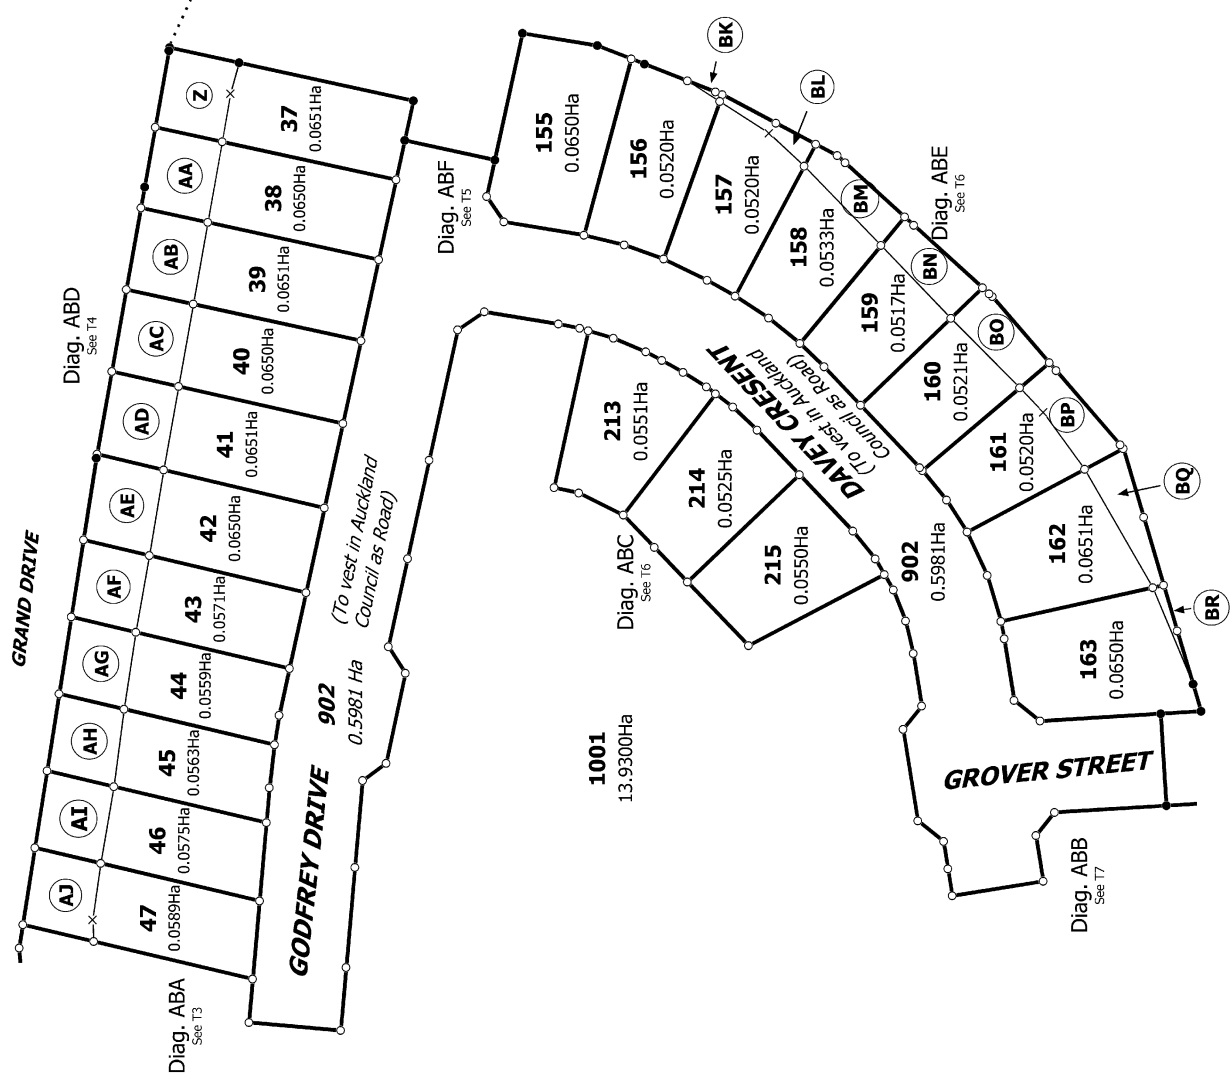 GRAND DRIVE
Diag. ABD
See T4
Z
AA
AB
AC
AD
AE
AF
AG
AH
AI
AJ
37
0.0651Ha
38
0.0650Ha
39
0.0651Ha
40
0.0650Ha
41
0.0651Ha
42
0.0650Ha
43
0.0571Ha
44
0.0559Ha
45
0.0563Ha
46
0.0575Ha
47
0.0589Ha
Diag. ABA
See T3
GODFREY DRIVE
902
0.5981 Ha
(To vest in Auckland
Council as Road)
Diag. ABF
See T5
155
0.0650Ha
156
0.0520Ha
157
0.0520Ha
158
0.0533Ha
159
0.0517Ha
160
0.0521Ha
161
0.0520Ha
162
0.0651Ha
163
0.0650Ha
BK
BL
BM
BN
BO
BP
BQ
BR
Diag. ABE
See T6
DAVEY CRESENT
(To vest in Auckland
Council as Road)
902
0.5981Ha
213
0.0551Ha
214
0.0525Ha
215
0.0550Ha
Diag. ABC
See T6
1001
13.9300Ha
GROVER STREET
Diag. ABB
See T7